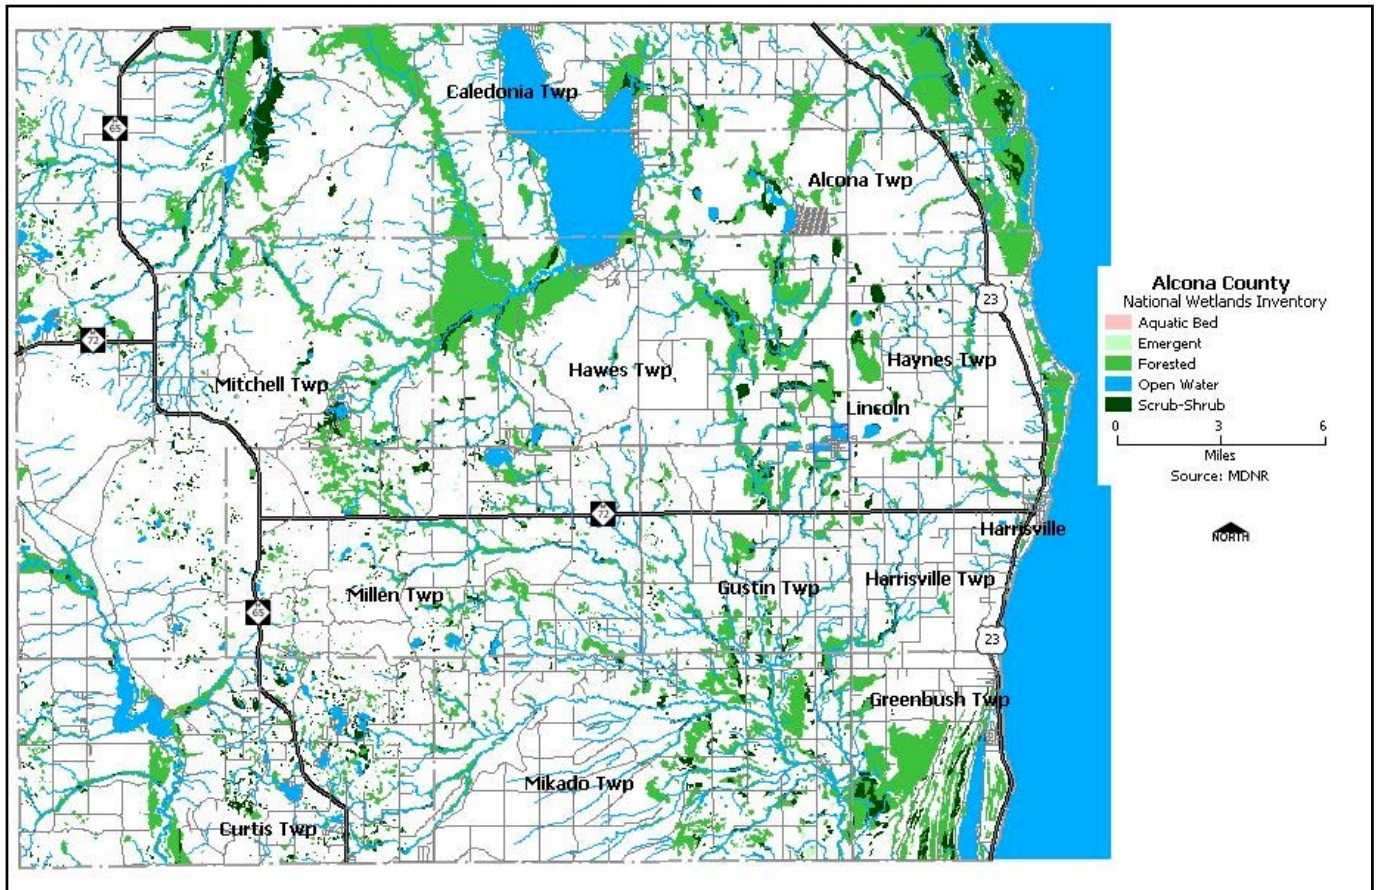 Caledonia Twp
M
65
Alcona Twp
Alcona County
National Wetlands Inventory
Aquatic Bed
Emergent
Forested
Open Water
Scrub-Shrub
0 3 6
Miles
Source: MDNR
NORTH
23
M
72
Mitchell Twp
Hawes Twp
Haynes Twp
Lincoln
M
72
Harrisville
Millen Twp
Gustin Twp
Harrisville Twp
M
65
23
Greenbush Twp
Mikado Twp
Curtis Twp